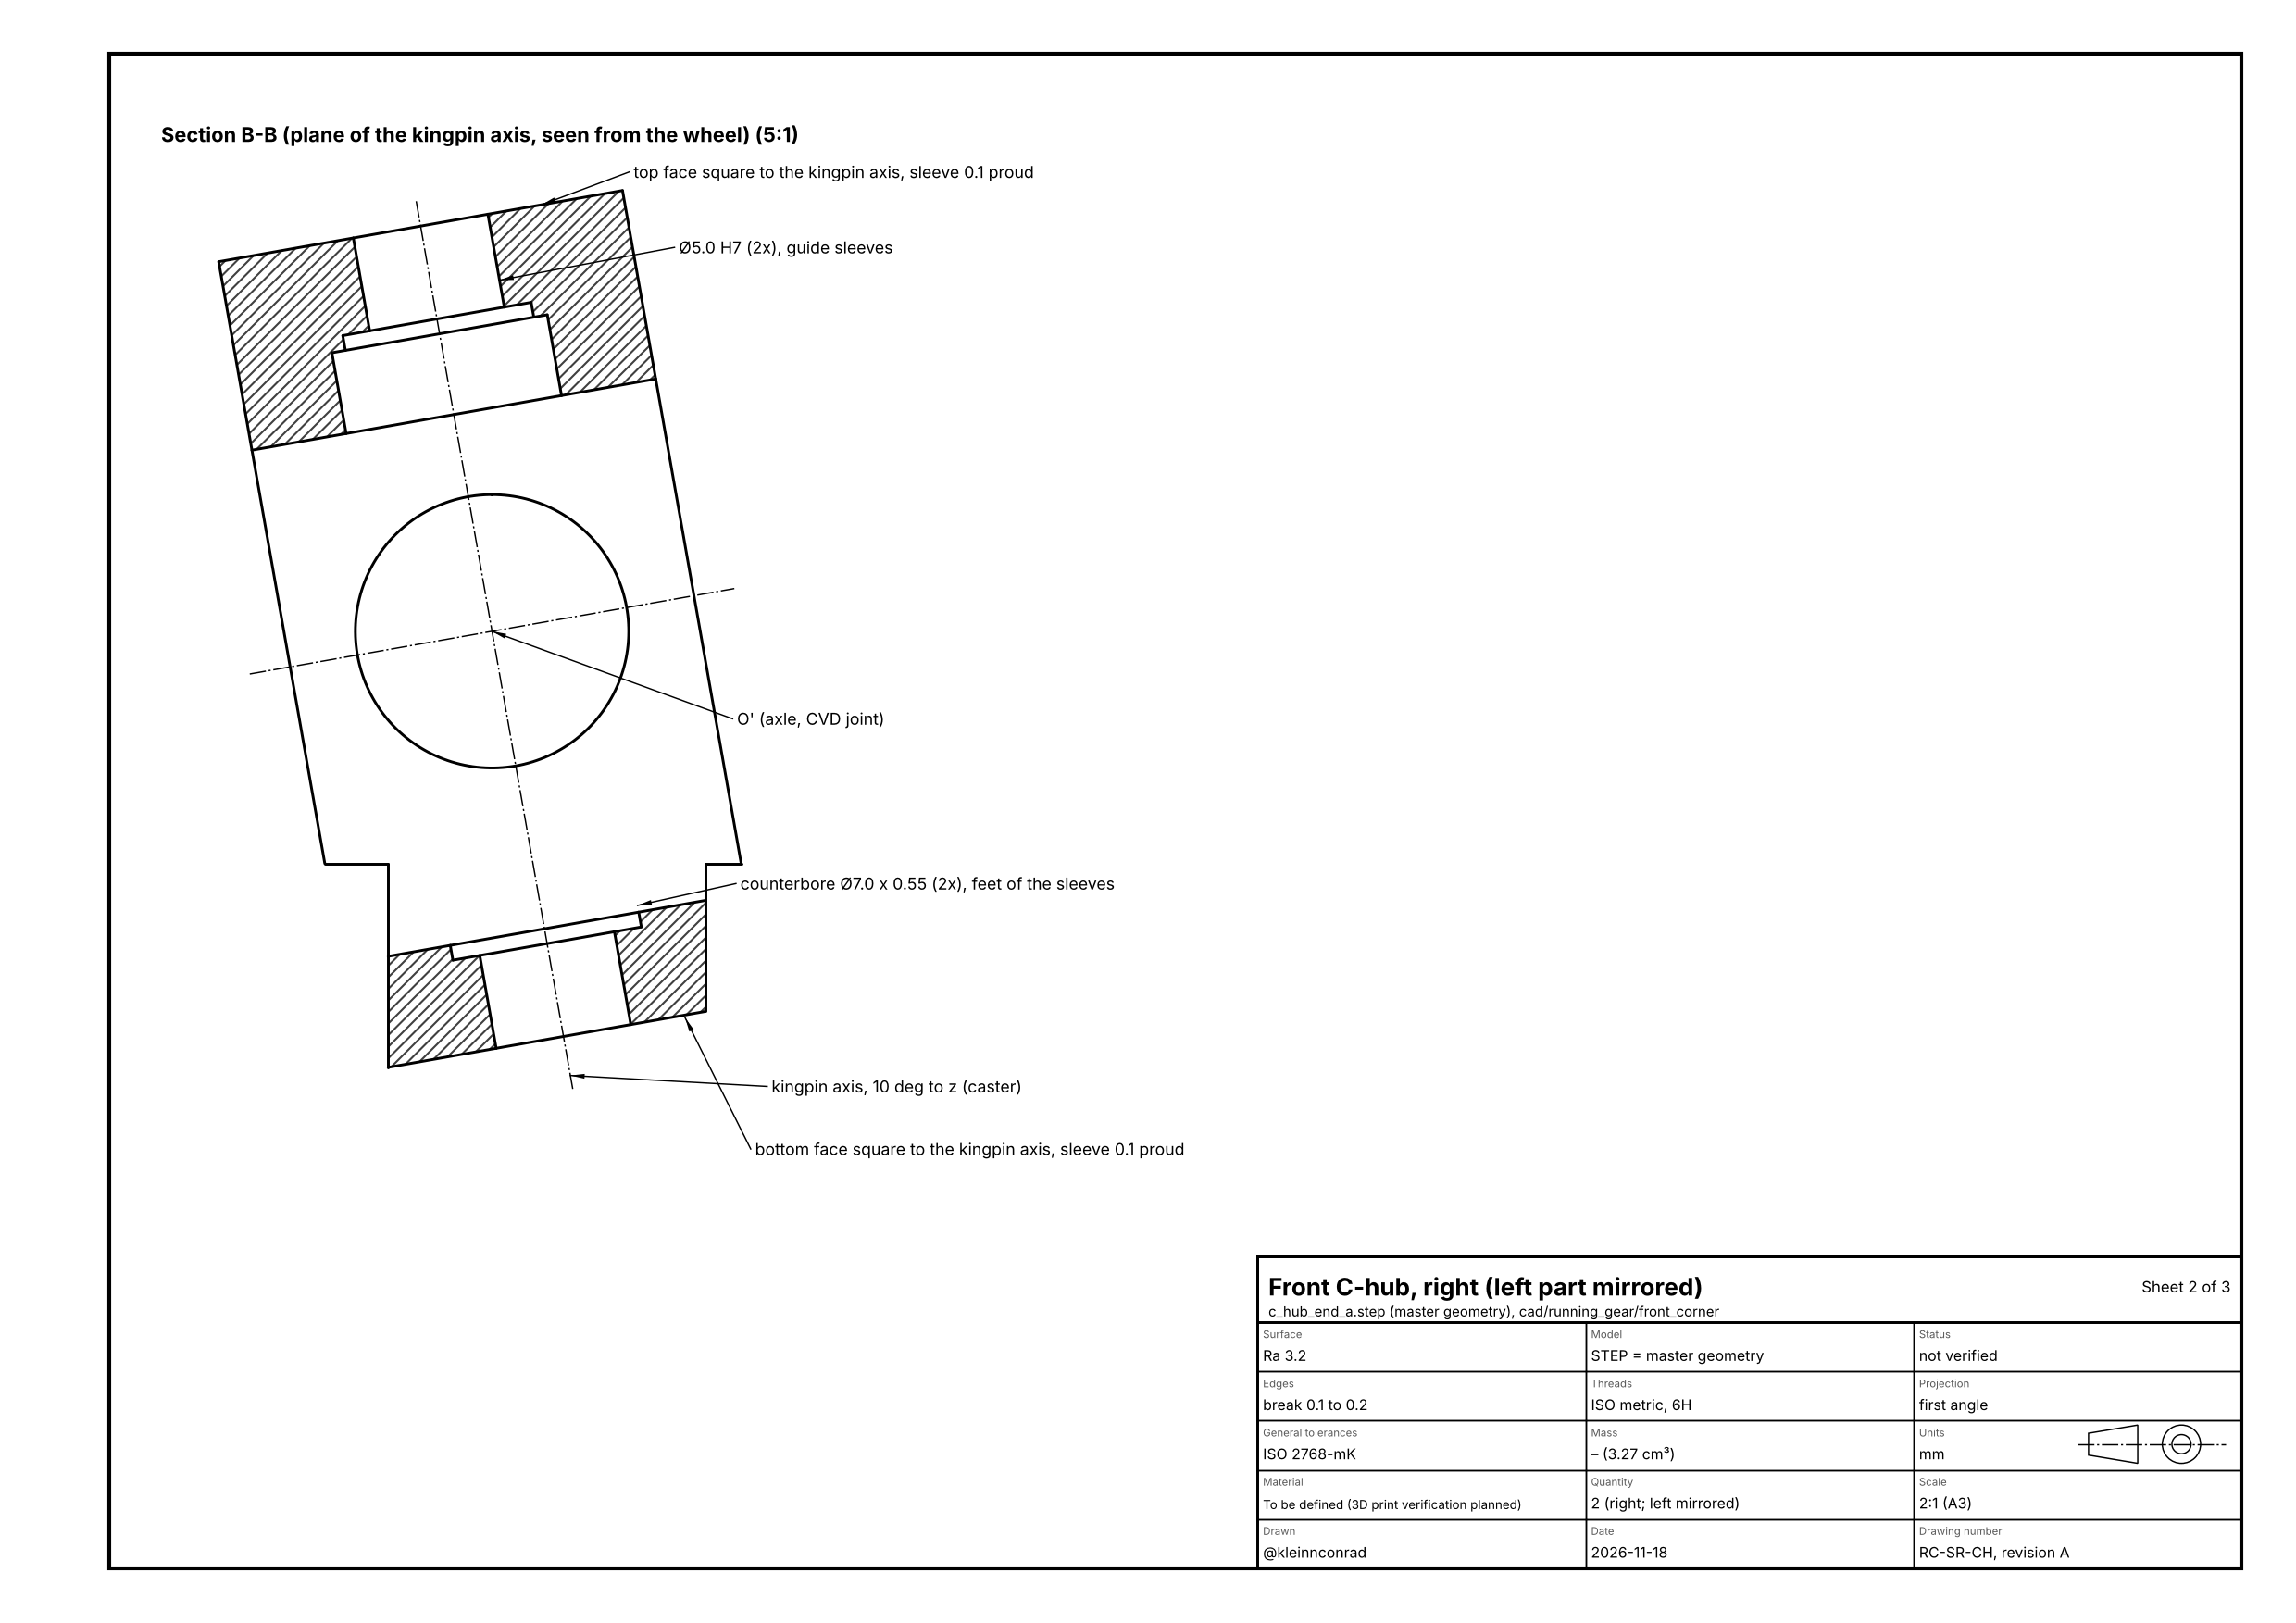 Section B-B (plane of the kingpin axis, seen from the wheel) (5:1)
top face square to the kingpin axis, sleeve 0.1 proud
Ø5.0 H7 (2x), guide sleeves
O' (axle, CVD joint)
counterbore Ø7.0 x 0.55 (2x), feet of the sleeves
kingpin axis, 10 deg to z (caster)
bottom face square to the kingpin axis, sleeve 0.1 proud
Front C-hub, right (left part mirrored)
Sheet 2 of 3
c_hub_end_a.step (master geometry), cad/running_gear/front_corner
Surface
Ra 3.2
Model
STEP = master geometry
Status
not verified
Edges
break 0.1 to 0.2
Threads
ISO metric, 6H
Projection
first angle
General tolerances
ISO 2768-mK
Mass
– (3.27 cm³)
Units
mm
Material
To be defined (3D print verification planned)
Quantity
2 (right; left mirrored)
Scale
2:1 (A3)
Drawn
@kleinnconrad
Date
2026-11-18
Drawing number
RC-SR-CH, revision A